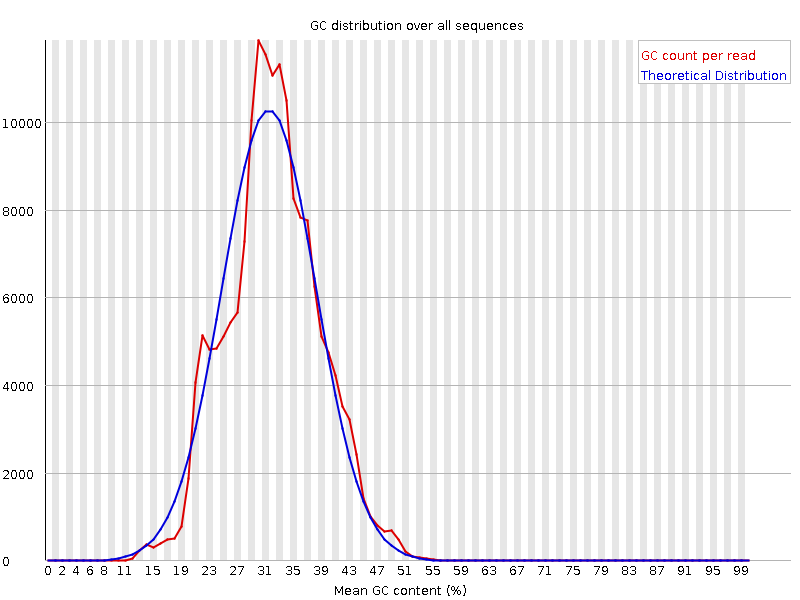 GC distribution over all sequences
GC count per read
Theoretical Distribution
10000
8000
6000
4000
2000
0
0 2 4 6 8 11 15 19 23 27 31 35 39 43 47 51 55 59 63 67 71 75 79 83 87 91 95 99
Mean GC content (%)